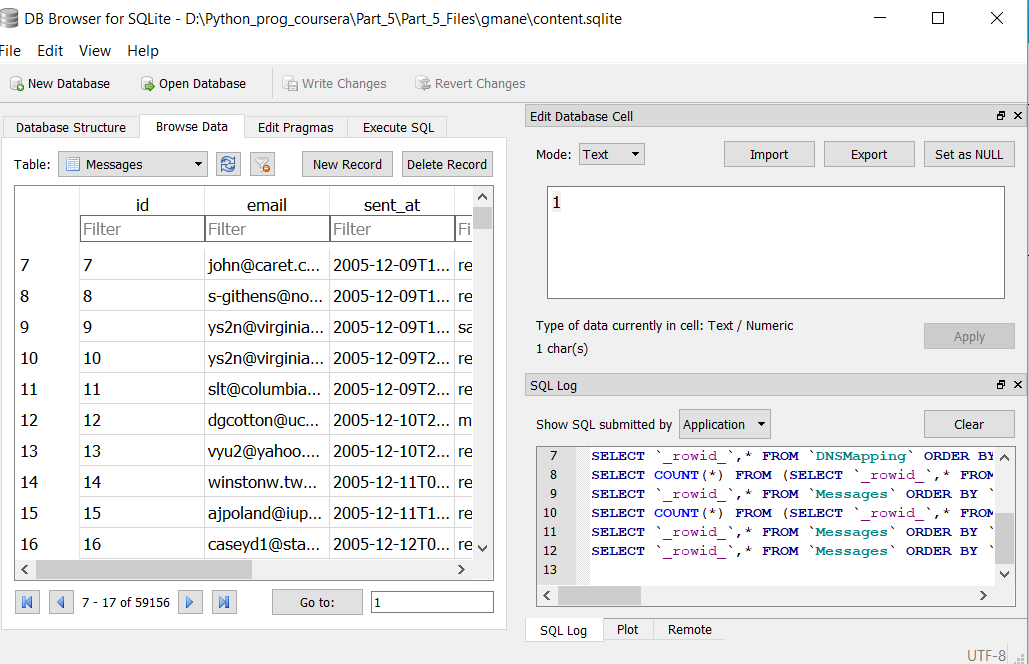 DB Browser for SQLite - D:\Python_prog_coursera\Part_5\Part_5_Files\gmane\content.sqlite
File Edit View Help
New Database Open Database Write Changes Revert Changes
Database Structure Browse Data Edit Pragmas Execute SQL
Table: Messages New Record Delete Record
id email sent_at
Filter Filter Filter Fi
7 7 john@caret.c... 2005-12-09T1... re
8 8 s-githens@no... 2005-12-09T1... re
9 9 ys2n@virginia... 2005-12-09T1... sa
10 10 ys2n@virginia... 2005-12-09T2... re
11 11 slt@columbia... 2005-12-09T2... re
12 12 dgcotton@uc... 2005-12-10T2... m
13 13 vyu2@yahoo.... 2005-12-10T2... re
14 14 winstonw.tw... 2005-12-11T0... re
15 15 ajpoland@iup... 2005-12-11T1... re
16 16 caseyd1@sta... 2005-12-12T0... re
7 - 17 of 59156 Go to: 1
Edit Database Cell
Mode: Text Import Export Set as NULL
1
Type of data currently in cell: Text / Numeric
1 char(s)
Apply
SQL Log
Show SQL submitted by Application Clear
7 SELECT `_rowid_`,* FROM `DNSMapping` ORDER BY
8 SELECT COUNT(*) FROM (SELECT `_rowid_`,* FROM
9 SELECT `_rowid_`,* FROM `Messages` ORDER BY `
10 SELECT COUNT(*) FROM (SELECT `_rowid_`,* FROM
11 SELECT `_rowid_`,* FROM `Messages` ORDER BY `
12 SELECT `_rowid_`,* FROM `Messages` ORDER BY `
13
SQL Log Plot Remote
UTF-8